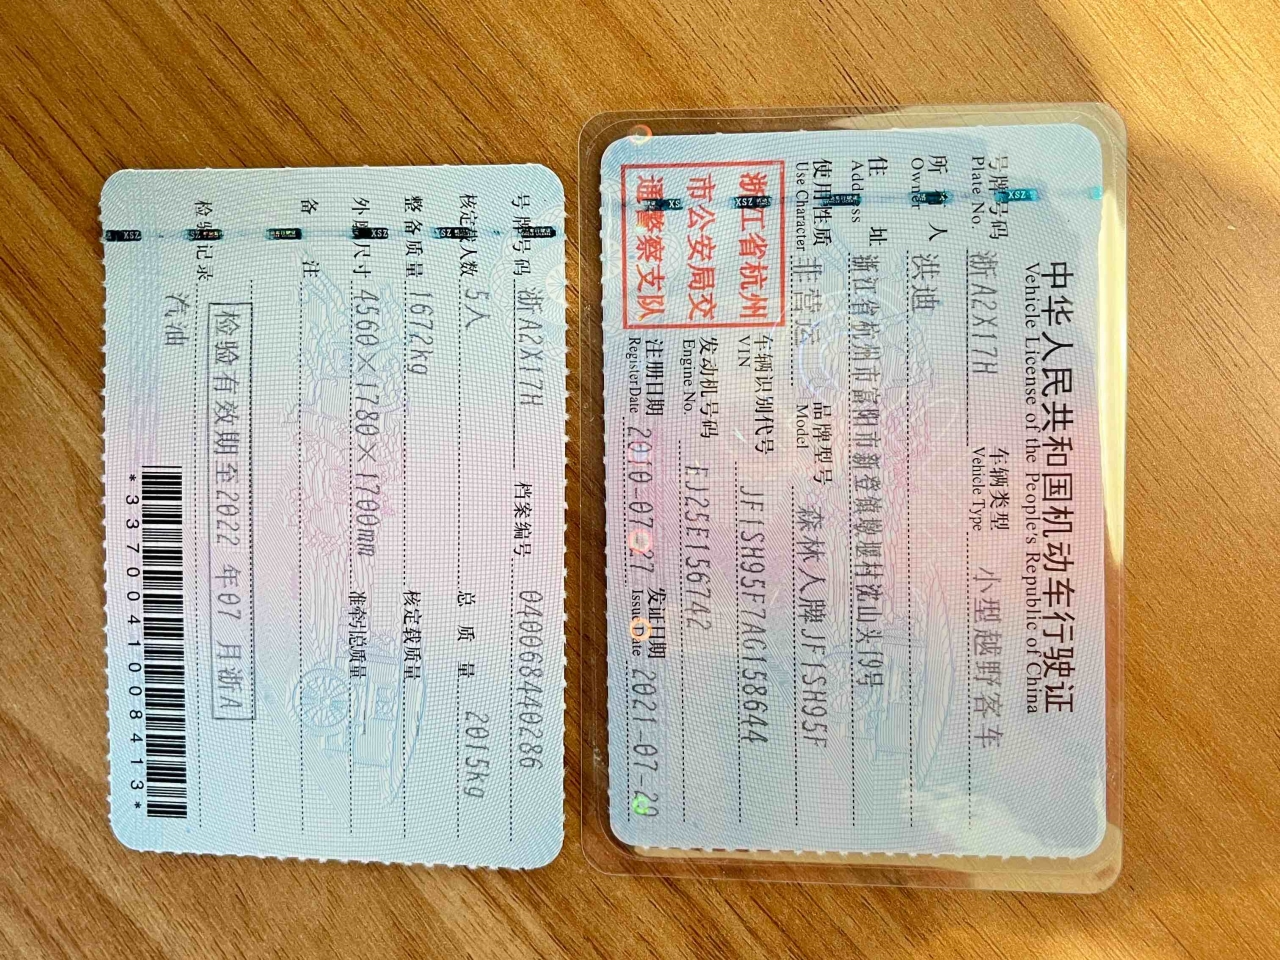 中华人民共和国机动车行驶证
Vehicle License of the People's Republic of China
号牌号码 浙A2X17H 车辆类型 小型越野客车
Plate No. Vehicle Type
所有人 洪迪
Owner
住址 浙江省杭州市富阳市新登镇墩堰村沈山头19号
Address
使用性质 非营运 品牌型号 森林人牌JF1SH95F
Use Character Model
浙江省杭州
市公安局交
通警察支队
车辆识别代号 JF1SH95F7AG158644
VIN
发动机号码 EJ25E156742
Engine No.
注册日期 2010-07-27 发证日期 2021-07-20
Register Date Issue Date
号牌号码 浙A2X17H 档案编号 040068440286
核定载人数 5人 总质量 2015kg
整备质量 1672kg 核定载质量
外廓尺寸 4560×1780×1700mm 准牵引总质量
备注
检验有效期至2022年07月浙A
检验记录
汽油
*3370041008413*